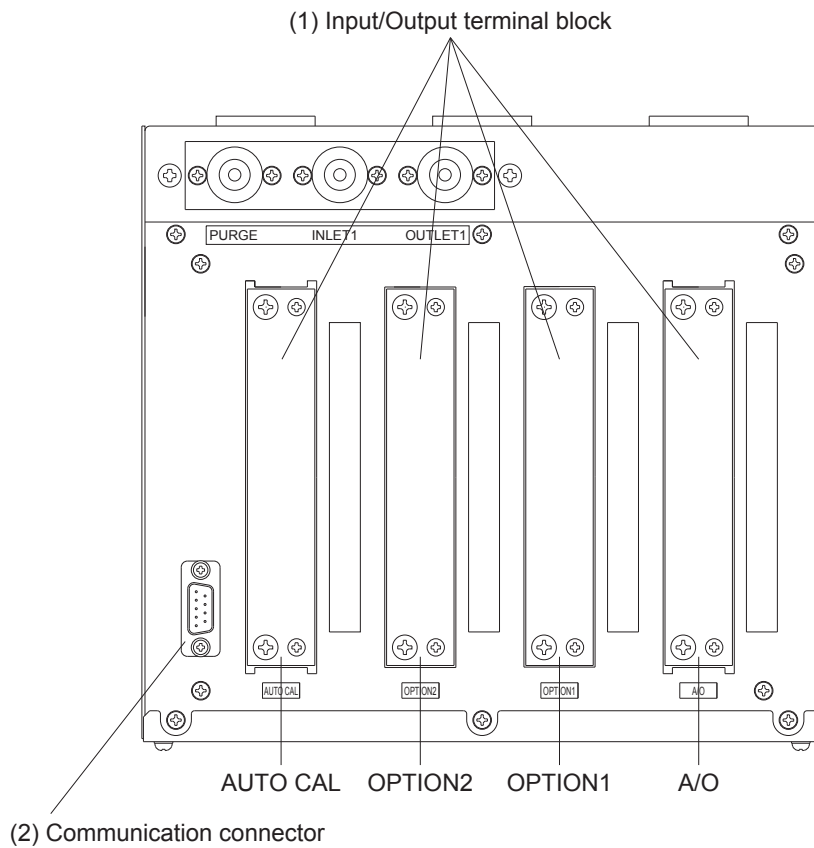 (1) Input/Output terminal block
PURGE INLET1 OUTLET1
AUTO CAL OPTION2 OPTION1 A/O
AUTO CAL OPTION2 OPTION1 A/O
(2) Communication connector